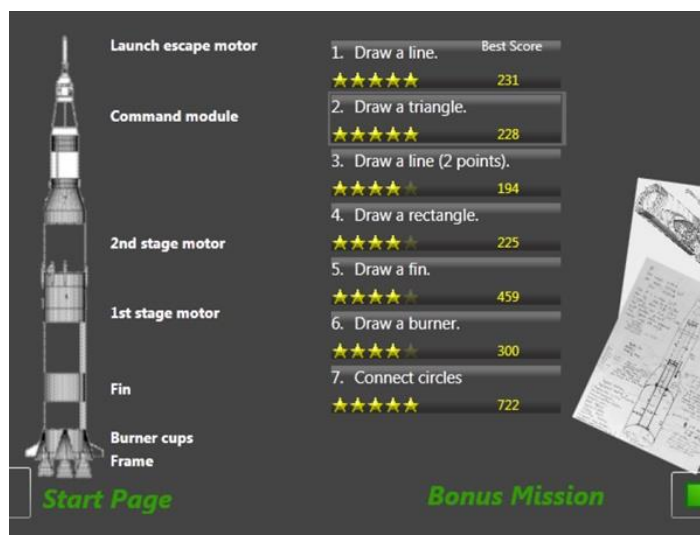 Launch escape motor
Command module
2nd stage motor
1st stage motor
Fin
Burner cups
Frame
Best Score
1. Draw a line.
231
2. Draw a triangle.
228
3. Draw a line (2 points).
194
4. Draw a rectangle.
225
5. Draw a fin.
459
6. Draw a burner.
300
7. Connect circles
722
Start Page
Bonus Mission